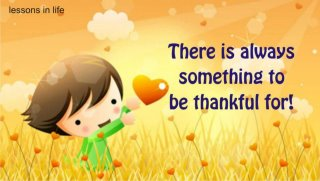 lessons in life
There is always
something to
be thankful for!